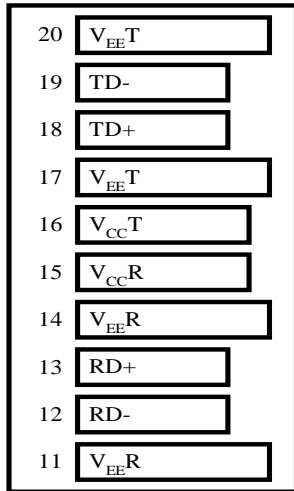 20 VEET
19 TD-
18 TD+
17 VEET
16 VCCT
15 VCCR
14 VEER
13 RD+
12 RD-
11 VEER